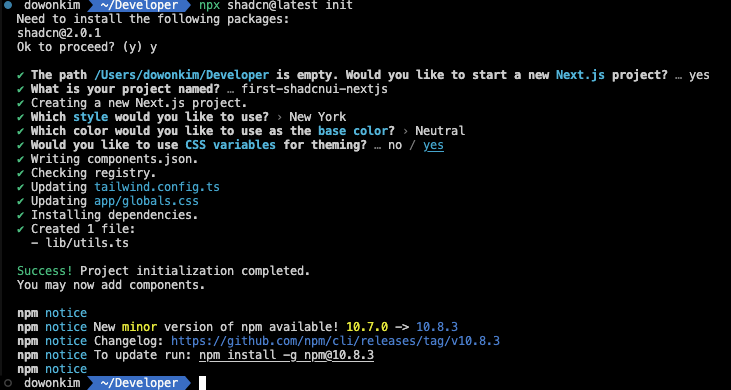 dowonkim ~/Developer npx shadcn@latest init
Need to install the following packages:
shadcn@2.0.1
Ok to proceed? (y) y
✔ The path /Users/dowonkim/Developer is empty. Would you like to start a new Next.js project? … yes
✔ What is your project named? … first-shadcnui-nextjs
✔ Creating a new Next.js project.
✔ Which style would you like to use? › New York
✔ Which color would you like to use as the base color? › Neutral
✔ Would you like to use CSS variables for theming? … no / yes
✔ Writing components.json.
✔ Checking registry.
✔ Updating tailwind.config.ts
✔ Updating app/globals.css
✔ Installing dependencies.
✔ Created 1 file:
- lib/utils.ts
Success! Project initialization completed.
You may now add components.
npm notice
npm notice New minor version of npm available! 10.7.0 -> 10.8.3
npm notice Changelog: https://github.com/npm/cli/releases/tag/v10.8.3
npm notice To update run: npm install -g npm@10.8.3
npm notice
dowonkim ~/Developer